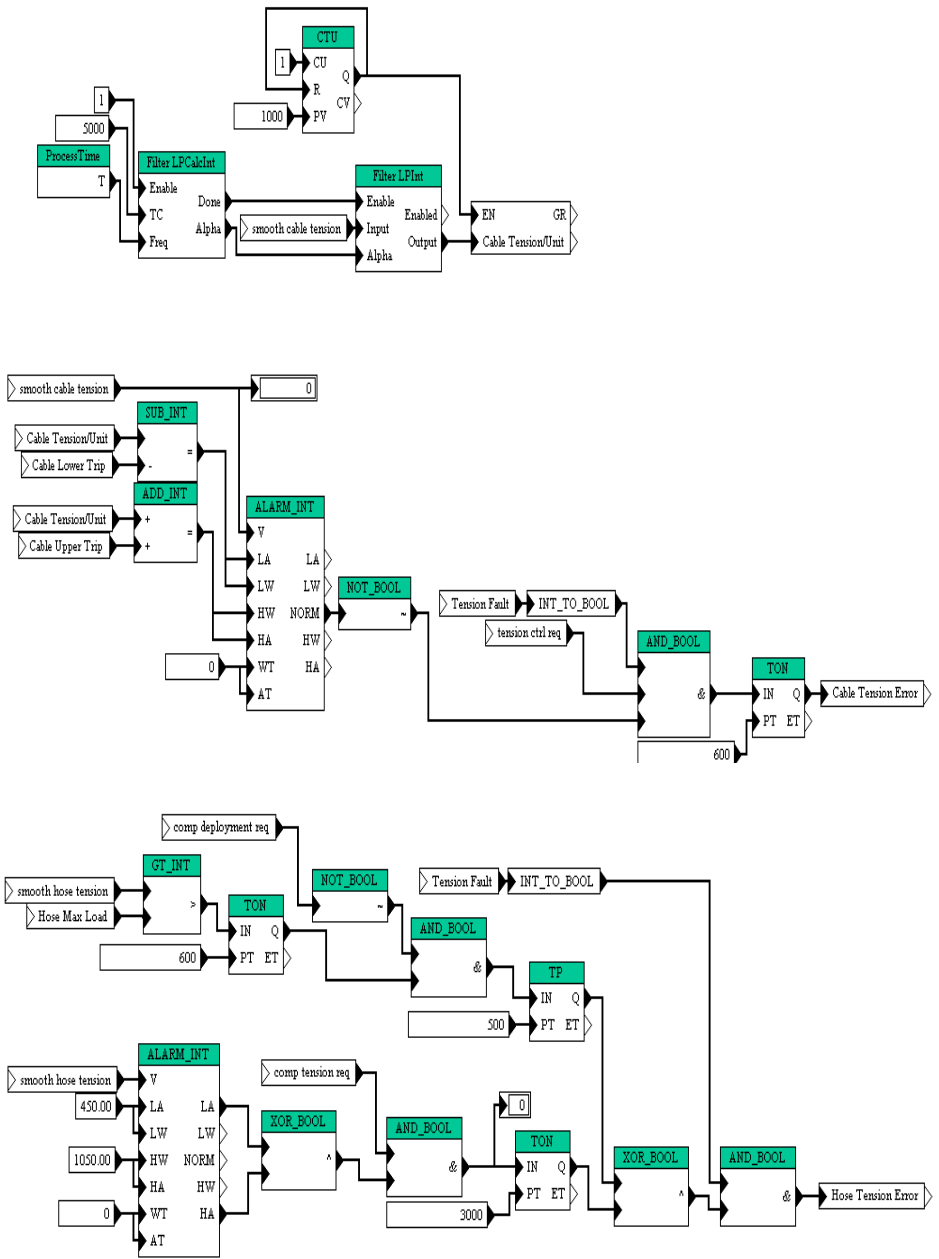 CTU
1
CU
Q
R
CV
1000
PV
1
5000
ProcessTime
T
Filter LPCalcInt
Enable
Done
TC
Alpha
Freq
Filter LPInt
Enable
Enabled
smooth cable tension
Input
Output
Alpha
EN
GR
Cable Tension/Unit
smooth cable tension
0
SUB_INT
Cable Tension/Unit
=
Cable Lower Trip
-
ADD_INT
Cable Tension/Unit
+
=
Cable Upper Trip
+
ALARM_INT
V
LA
LA
LW
LW
HW
NORM
HA
HW
0
WT
HA
AT
NOT_BOOL
~
Tension Fault
INT_TO_BOOL
tension ctrl req
AND_BOOL
&
TON
IN
Q
PT
ET
600
Cable Tension Error
comp deployment req
GT_INT
smooth hose tension
>
Hose Max Load
TON
IN
Q
600
PT
ET
NOT_BOOL
~
Tension Fault
INT_TO_BOOL
AND_BOOL
&
TP
IN
Q
500
PT
ET
ALARM_INT
smooth hose tension
V
450.00
LA
LA
LW
LW
1050.00
HW
NORM
HA
HW
0
WT
HA
AT
comp tension req
XOR_BOOL
^
AND_BOOL
&
0
TON
IN
Q
3000
PT
ET
XOR_BOOL
^
AND_BOOL
&
Hose Tension Error